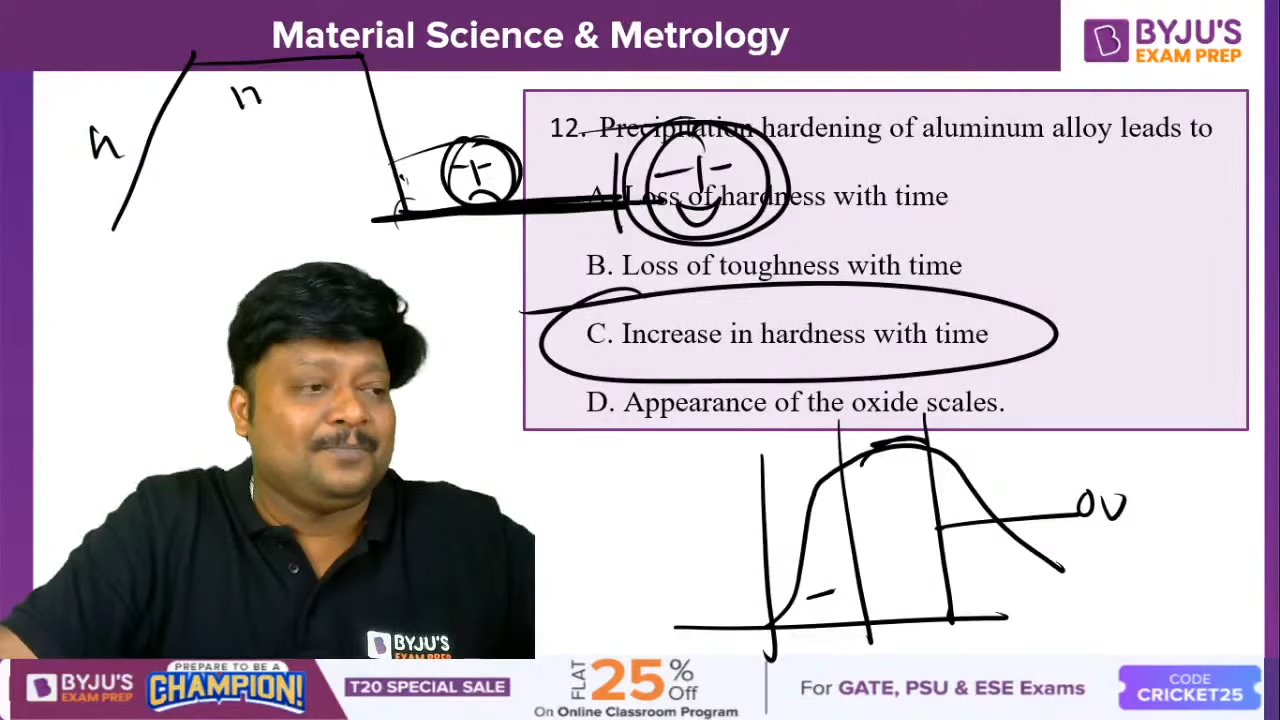 Material Science & Metrology
BYJU'S
EXAM PREP
h
n
12. Precipitation hardening of aluminum alloy leads to
A. Loss of hardness with time
B. Loss of toughness with time
C. Increase in hardness with time
D. Appearance of the oxide scales.
OV
BYJU'S
EXAM PREP
BYJU'S
EXAM PREP
PREPARE TO BE A
CHAMPION!
T20 SPECIAL SALE
FLAT
25%
Off
On Online Classroom Program
For GATE, PSU & ESE Exams
CODE
CRICKET25